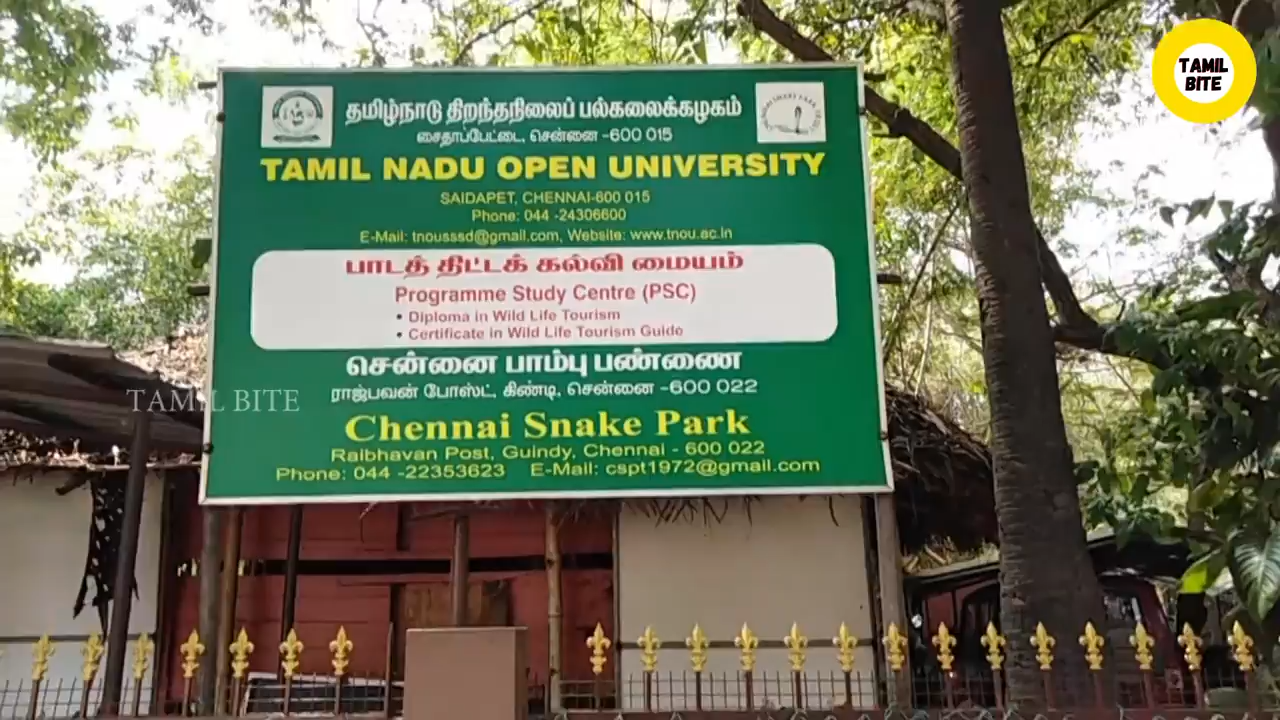 தமிழ்நாடு திறந்தநிலைப் பல்கலைக்கழகம்
சைதாப்பேட்டை, சென்னை -600 015
TAMIL NADU OPEN UNIVERSITY
SAIDAPET, CHENNAI-600 015
Phone: 044 -24306600
E-Mail: tnousssd@gmail.com, Website: www.tnou.ac.in
பாடத் திட்டக் கல்வி மையம்
Programme Study Centre (PSC)
• Diploma in Wild Life Tourism
• Certificate in Wild Life Tourism Guide
சென்னை பாம்பு பண்ணை
ராஜ்பவன் போஸ்ட், கிண்டி, சென்னை -600 022
Chennai Snake Park
Rajbhavan Post, Guindy, Chennai - 600 022
Phone: 044 -22353623 E-Mail: cspt1972@gmail.com
TAMIL BITE
TAMIL
BITE